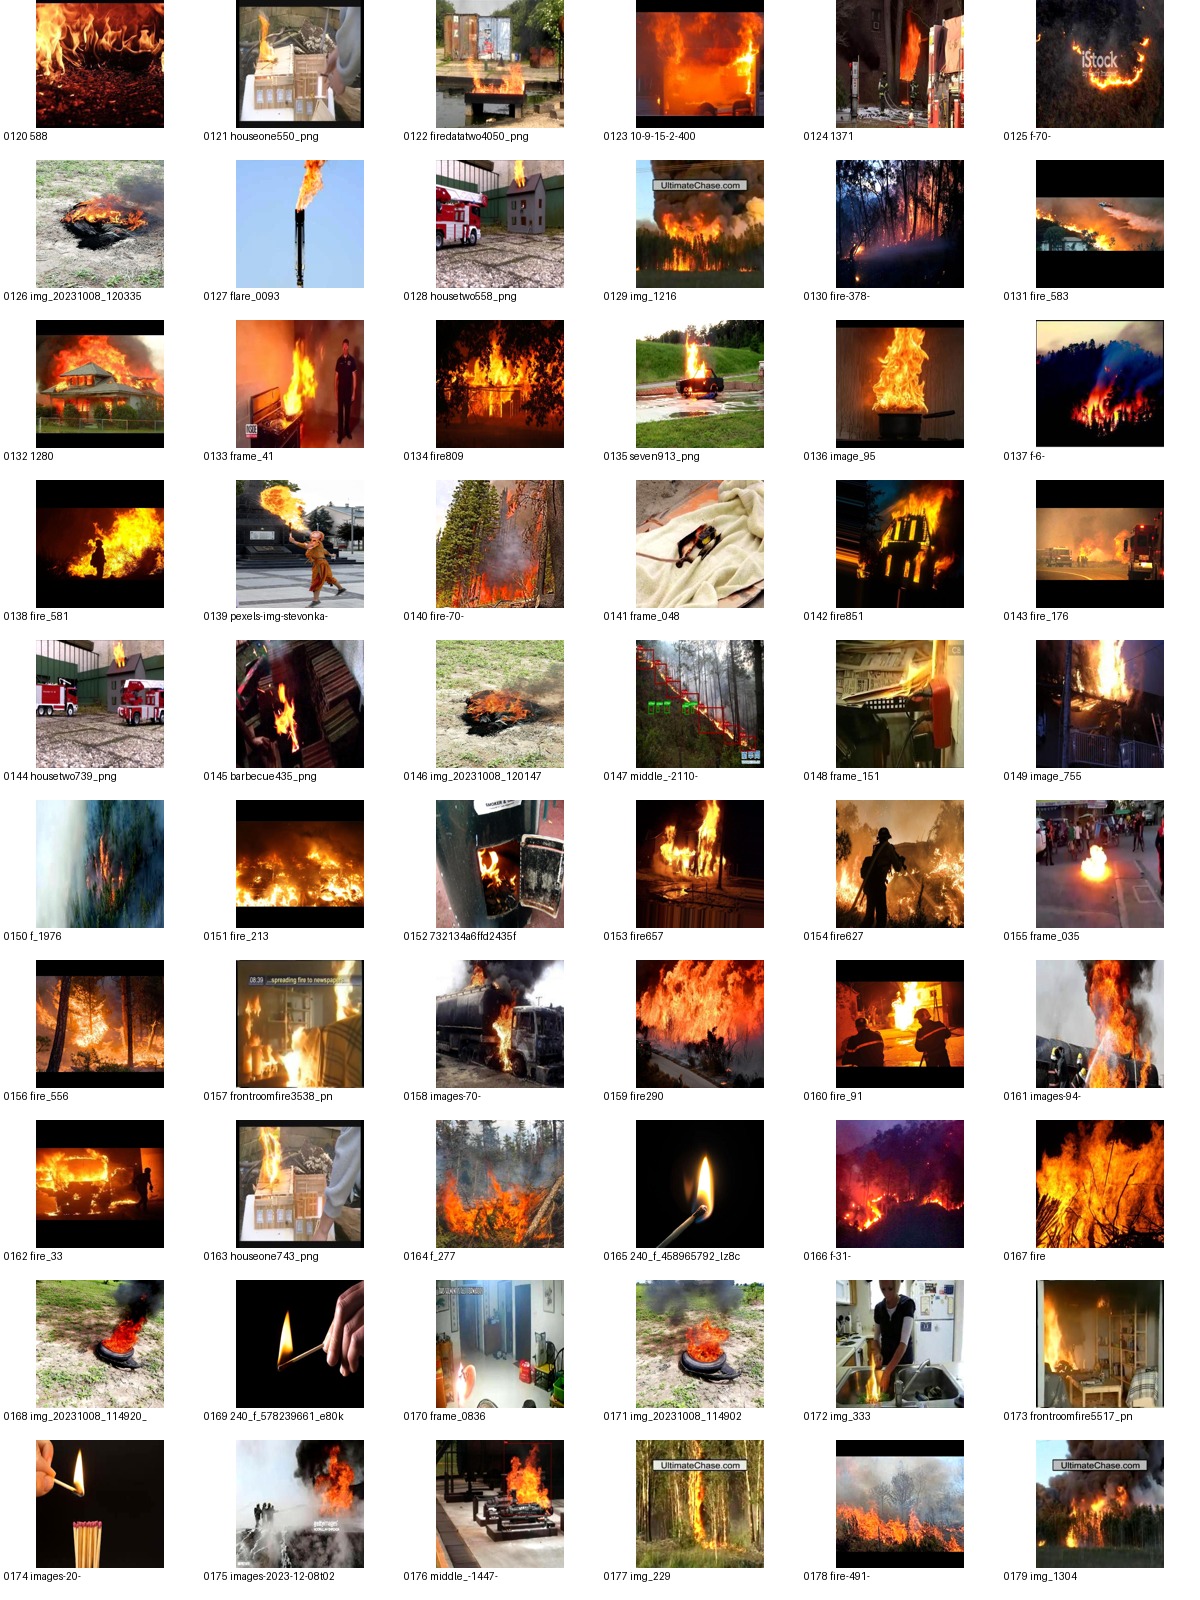 iStock
UltimateChase.com
08:39 ...spreading fire to newspap
UltimateChase.com
UltimateChase.com
0120 588
0121 houseone550_png
0122 firedatatwo4050_png
0123 10-9-15-2-400
0124 1371
0125 f-70-
0126 img_20231008_120335
0127 flare_0093
0128 housetwo558_png
0129 img_1216
0130 fire-378-
0131 fire_583
0132 1280
0133 frame_41
0134 fire809
0135 seven913_png
0136 image_95
0137 f-6-
0138 fire_581
0139 pexels-img-stevonka-
0140 fire-70-
0141 frame_048
0142 fire851
0143 fire_176
0144 housetwo739_png
0145 barbecue435_png
0146 img_20231008_120147
0147 middle_-2110-
0148 frame_151
0149 image_755
0150 f_1976
0151 fire_213
0152 732134a6ffd2435f
0153 fire657
0154 fire627
0155 frame_035
0156 fire_556
0157 frontroomfire3538_pn
0158 images-70-
0159 fire290
0160 fire_91
0161 images-94-
0162 fire_33
0163 houseone743_png
0164 f_277
0165 240_f_458965792_lz8c
0166 f-31-
0167 fire
0168 img_20231008_114920_
0169 240_f_578239661_e80k
0170 frame_0836
0171 img_20231008_114902
0172 img_333
0173 frontroomfire5517_pn
0174 images-20-
0175 images-2023-12-08t02
0176 middle_-1447-
0177 img_229
0178 fire-491-
0179 img_1304